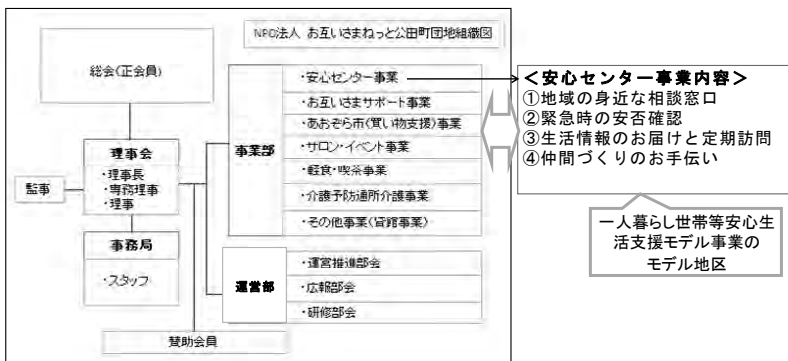 NPO法人 お互いさまねっと公田町団地組織図
総会(正会員)
理事会
・理事長
・専務理事
・理事
監事
事務局
・スタッフ
賛助会員
事業部
・安心センター事業
・お互いさまサポート事業
・あおぞら市(買い物支援)事業
・サロン・イベント事業
・軽食・喫茶事業
・介護予防通所介護事業
・その他事業(貸館事業)
運営部
・運営推進部会
・広報部会
・研修部会
＜安心センター事業内容＞
①地域の身近な相談窓口
②緊急時の安否確認
③生活情報のお届けと定期訪問
④仲間づくりのお手伝い
一人暮らし世帯等安心生
活支援モデル事業の
モデル地区